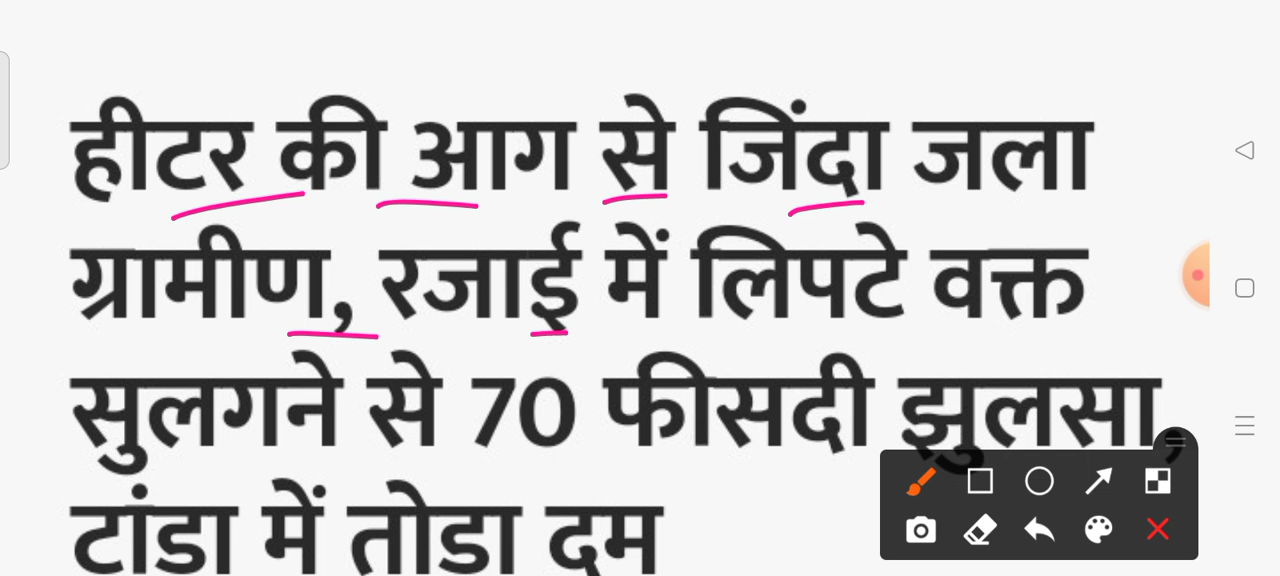 हीटर की आग से जिंदा जला
ग्रामीण, रजाई में लिपटे वक्त
सुलगने से 70 फीसदी झुलसा,
टांडा में तोडा दम